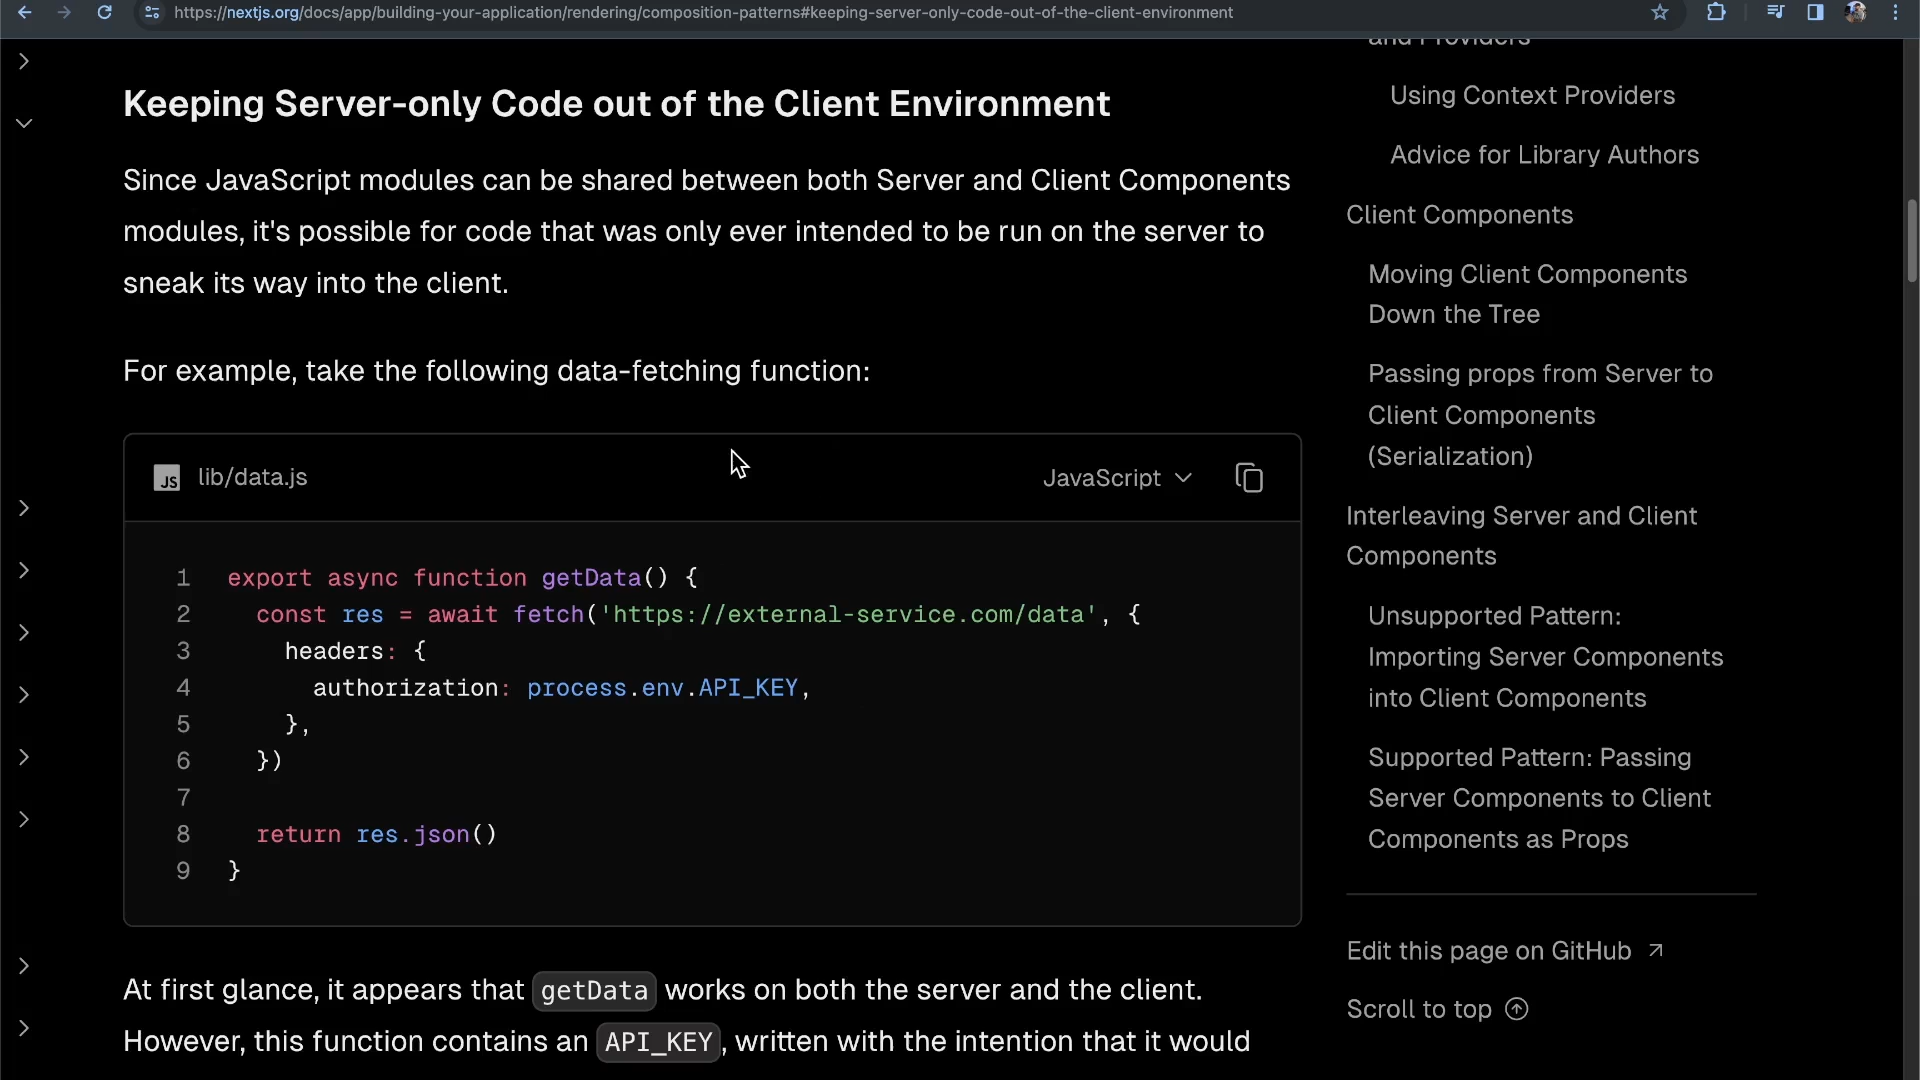 https://nextjs.org/docs/app/building-your-application/rendering/composition-patterns#keeping-server-only-code-out-of-the-client-environment
Keeping Server-only Code out of the Client Environment
Since JavaScript modules can be shared between both Server and Client Components
modules, it's possible for code that was only ever intended to be run on the server to
sneak its way into the client.
For example, take the following data-fetching function:
JS lib/data.js
JavaScript
1 export async function getData() {
2 const res = await fetch('https://external-service.com/data', {
3 headers: {
4 authorization: process.env.API_KEY,
5 },
6 })
7
8 return res.json()
9 }
At first glance, it appears that getData works on both the server and the client.
However, this function contains an API_KEY, written with the intention that it would
and Providers
Using Context Providers
Advice for Library Authors
Client Components
Moving Client Components
Down the Tree
Passing props from Server to
Client Components
(Serialization)
Interleaving Server and Client
Components
Unsupported Pattern:
Importing Server Components
into Client Components
Supported Pattern: Passing
Server Components to Client
Components as Props
Edit this page on GitHub
Scroll to top